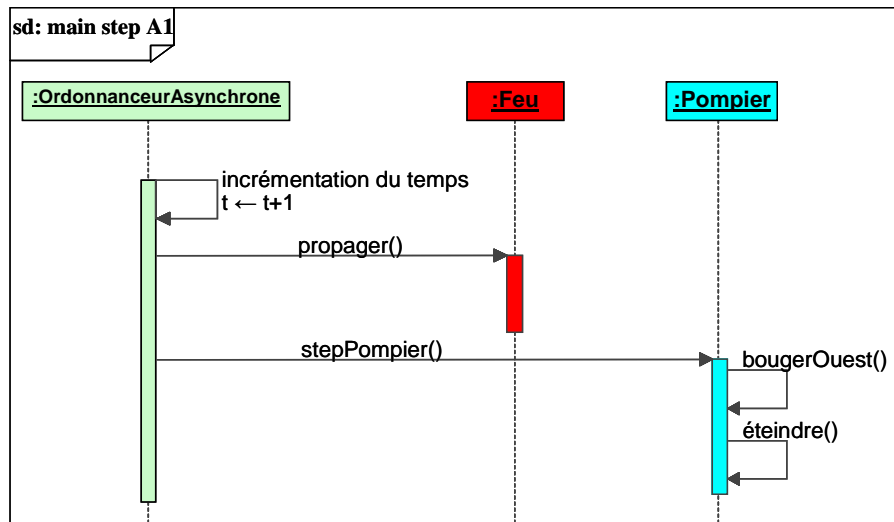 sd: main step A1
:OrdonnanceurAsynchrone
:Feu
:Pompier
incrémentation du temps
t ← t+1
propager()
stepPompier()
bougerOuest()
éteindre()